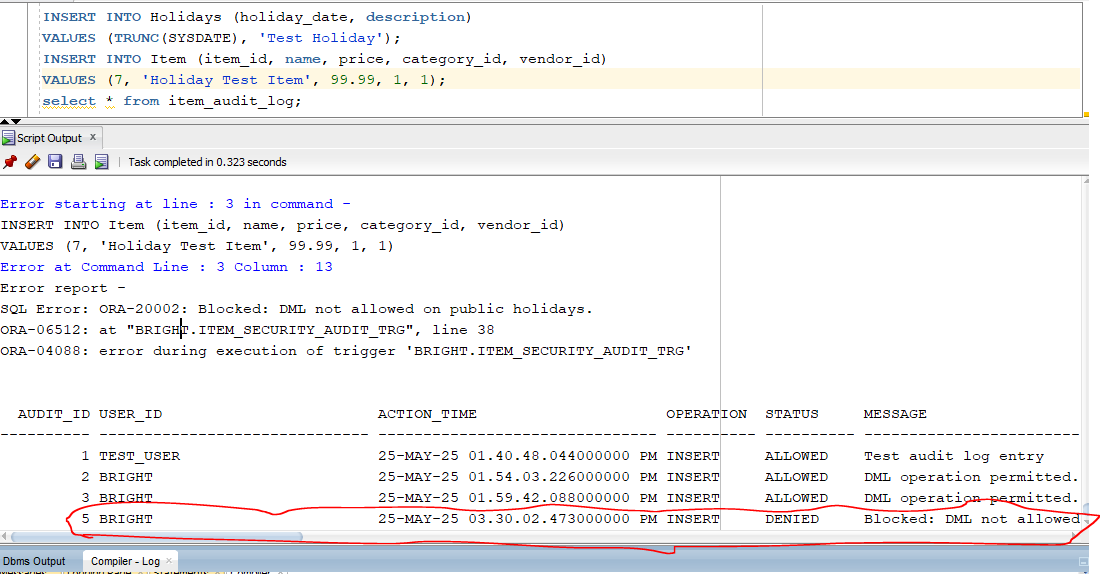 INSERT INTO Holidays (holiday_date, description)
VALUES (TRUNC(SYSDATE), 'Test Holiday');
INSERT INTO Item (item_id, name, price, category_id, vendor_id)
VALUES (7, 'Holiday Test Item', 99.99, 1, 1);
select * from item_audit_log;
Script Output x
Task completed in 0.323 seconds
Error starting at line : 3 in command -
INSERT INTO Item (item_id, name, price, category_id, vendor_id)
VALUES (7, 'Holiday Test Item', 99.99, 1, 1)
Error at Command Line : 3 Column : 13
Error report -
SQL Error: ORA-20002: Blocked: DML not allowed on public holidays.
ORA-06512: at "BRIGHT.ITEM_SECURITY_AUDIT_TRG", line 38
ORA-04088: error during execution of trigger 'BRIGHT.ITEM_SECURITY_AUDIT_TRG'
AUDIT_ID USER_ID ACTION_TIME OPERATION STATUS MESSAGE
---------- ------------------------------ ------------------------------- ---------- ---------- ------------------------
1 TEST_USER 25-MAY-25 01.40.48.044000000 PM INSERT ALLOWED Test audit log entry
2 BRIGHT 25-MAY-25 01.54.03.226000000 PM INSERT ALLOWED DML operation permitted.
3 BRIGHT 25-MAY-25 01.59.42.088000000 PM INSERT ALLOWED DML operation permitted.
5 BRIGHT 25-MAY-25 03.30.02.473000000 PM INSERT DENIED Blocked: DML not allowed
Dbms Output Compiler - Log x